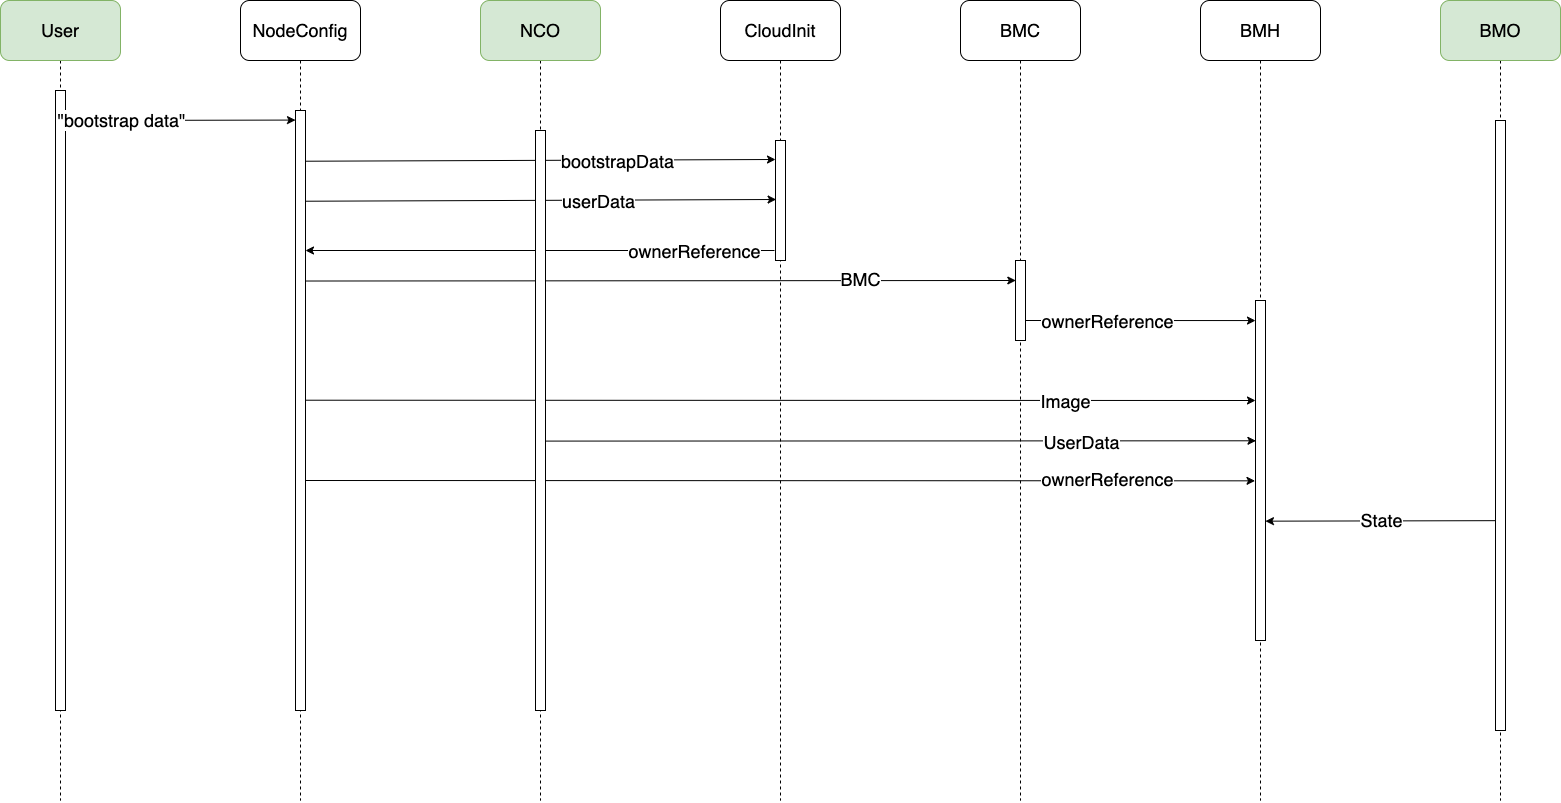 User
NodeConfig
NCO
CloudInit
BMC
BMH
BMO
"bootstrap data"
bootstrapData
userData
ownerReference
BMC
ownerReference
Image
UserData
ownerReference
State